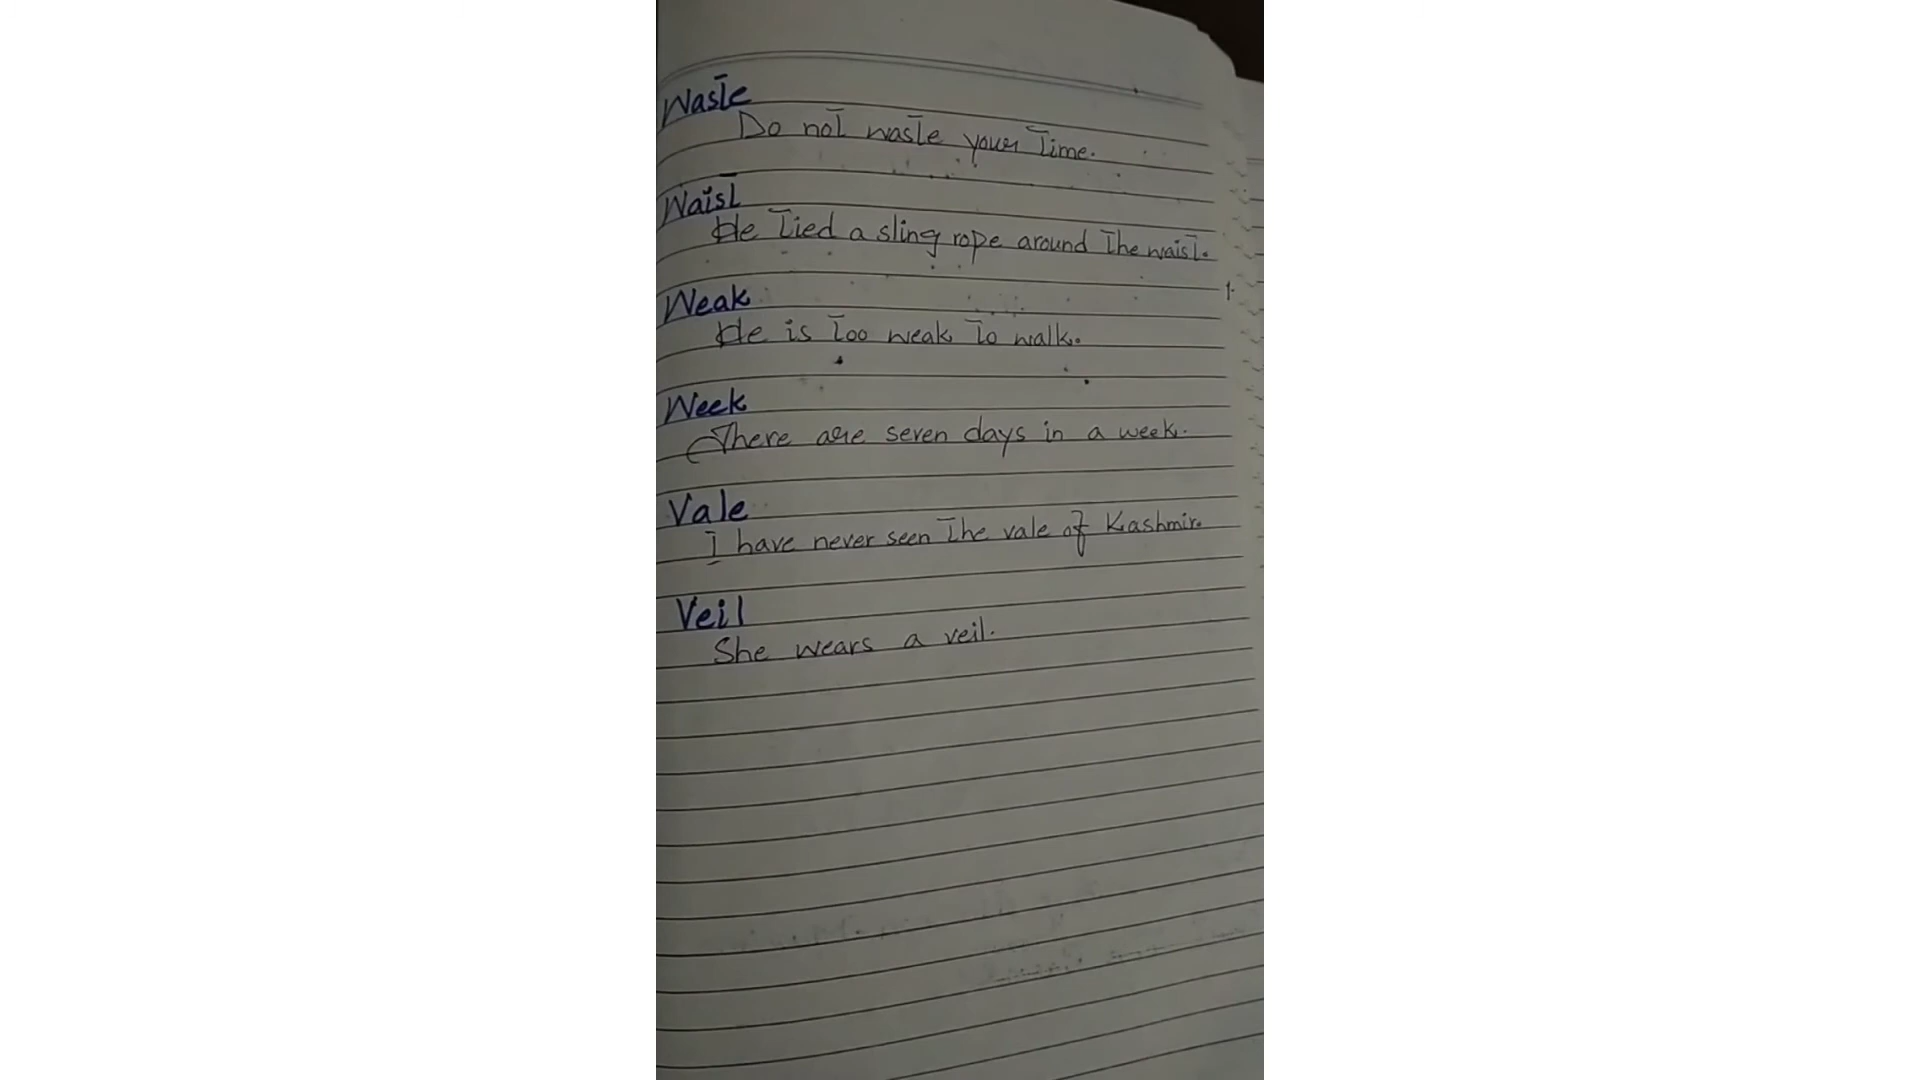 Waste
Do not waste your time.
Waist
He tied a sling rope around the waist.
Weak
He is too weak to walk.
Week
There are seven days in a week.
Vale
I have never seen the vale of Kashmir.
Veil
She wears a veil.